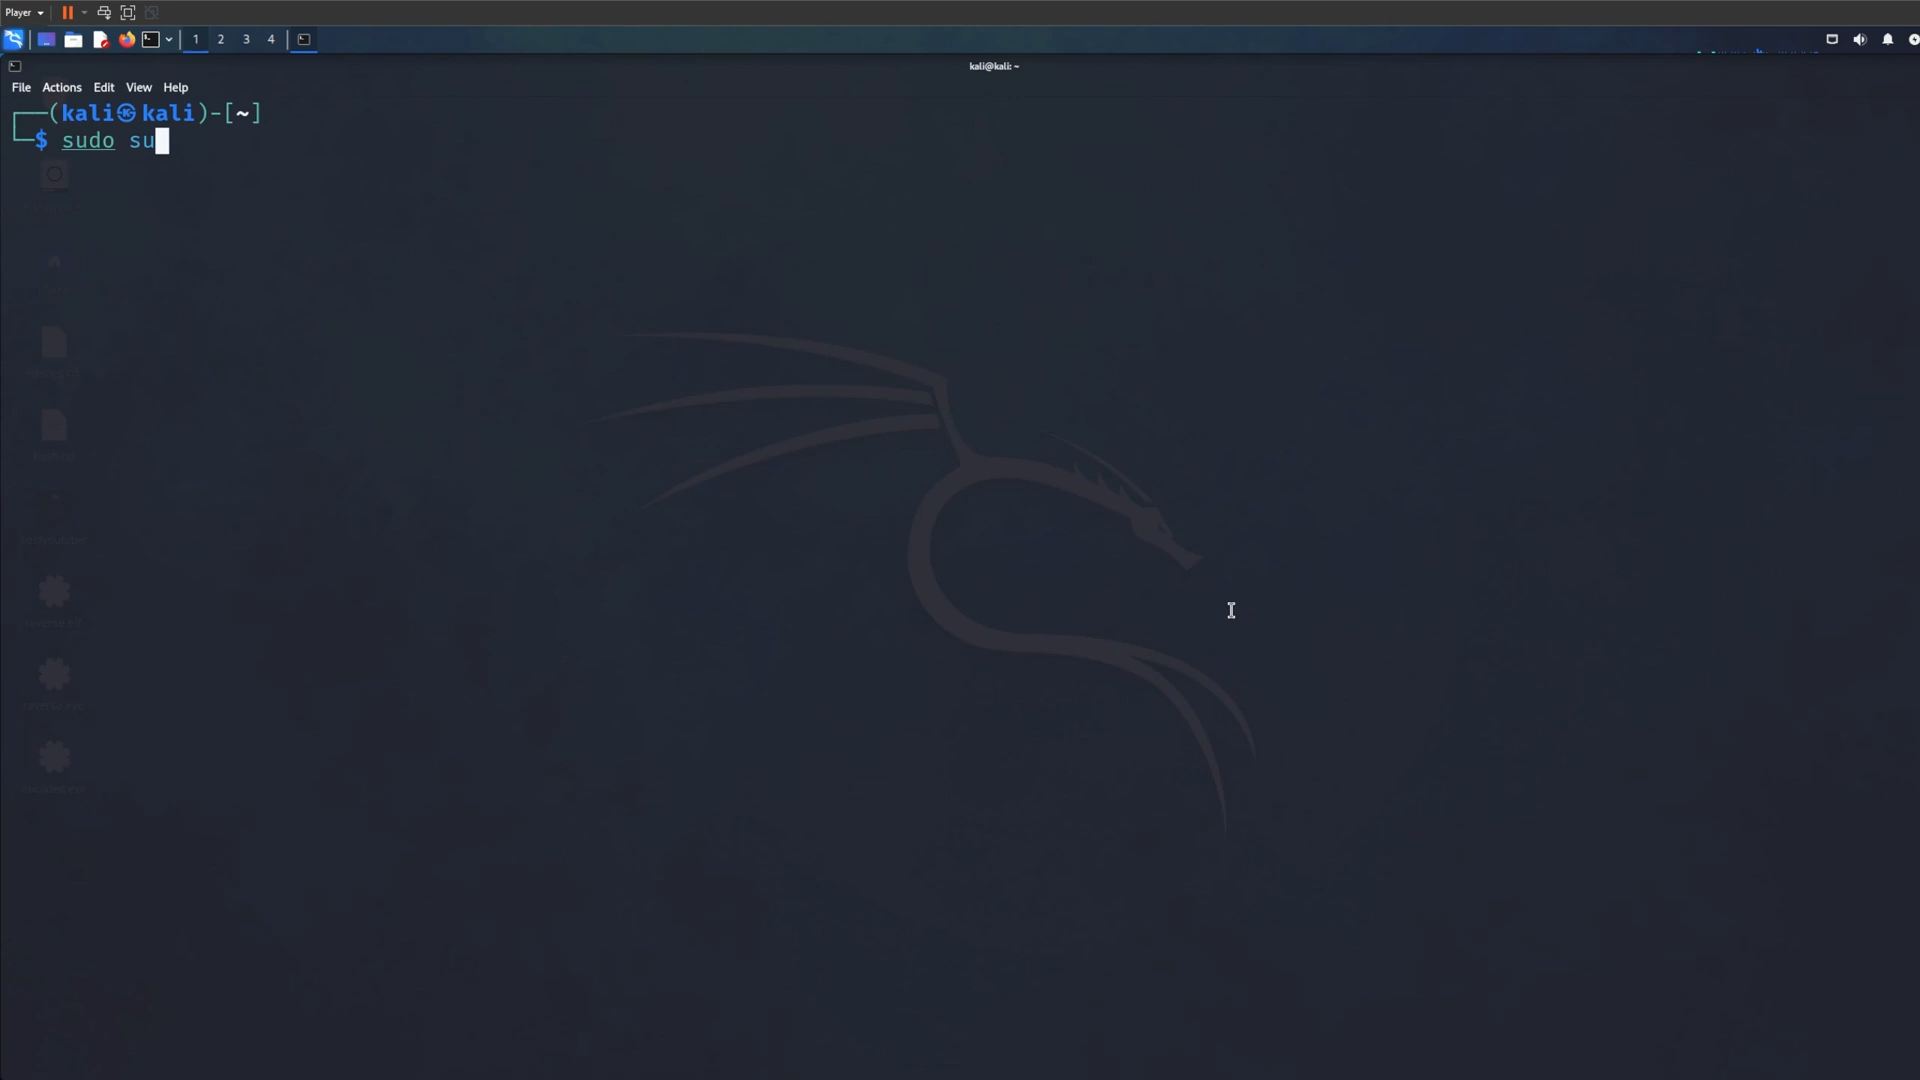 Player
1 2 3 4
kali@kali: ~
File Actions Edit View Help
┌──(kali㉿kali)-[~]
└─$ sudo su